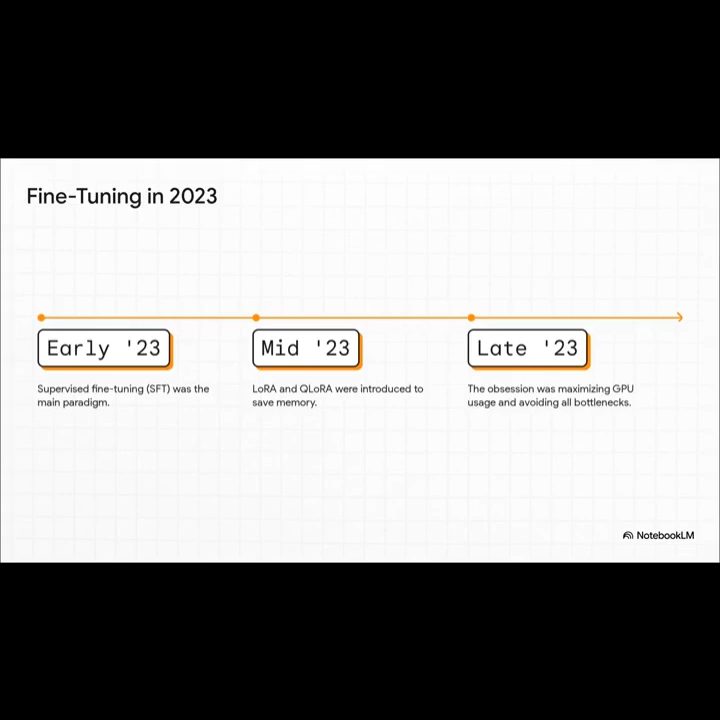 Fine-Tuning in 2023
Early '23
Mid '23
Late '23
Supervised fine-tuning (SFT) was the
main paradigm.
LoRA and QLoRA were introduced to
save memory.
The obsession was maximizing GPU
usage and avoiding all bottlenecks.
NotebookLM